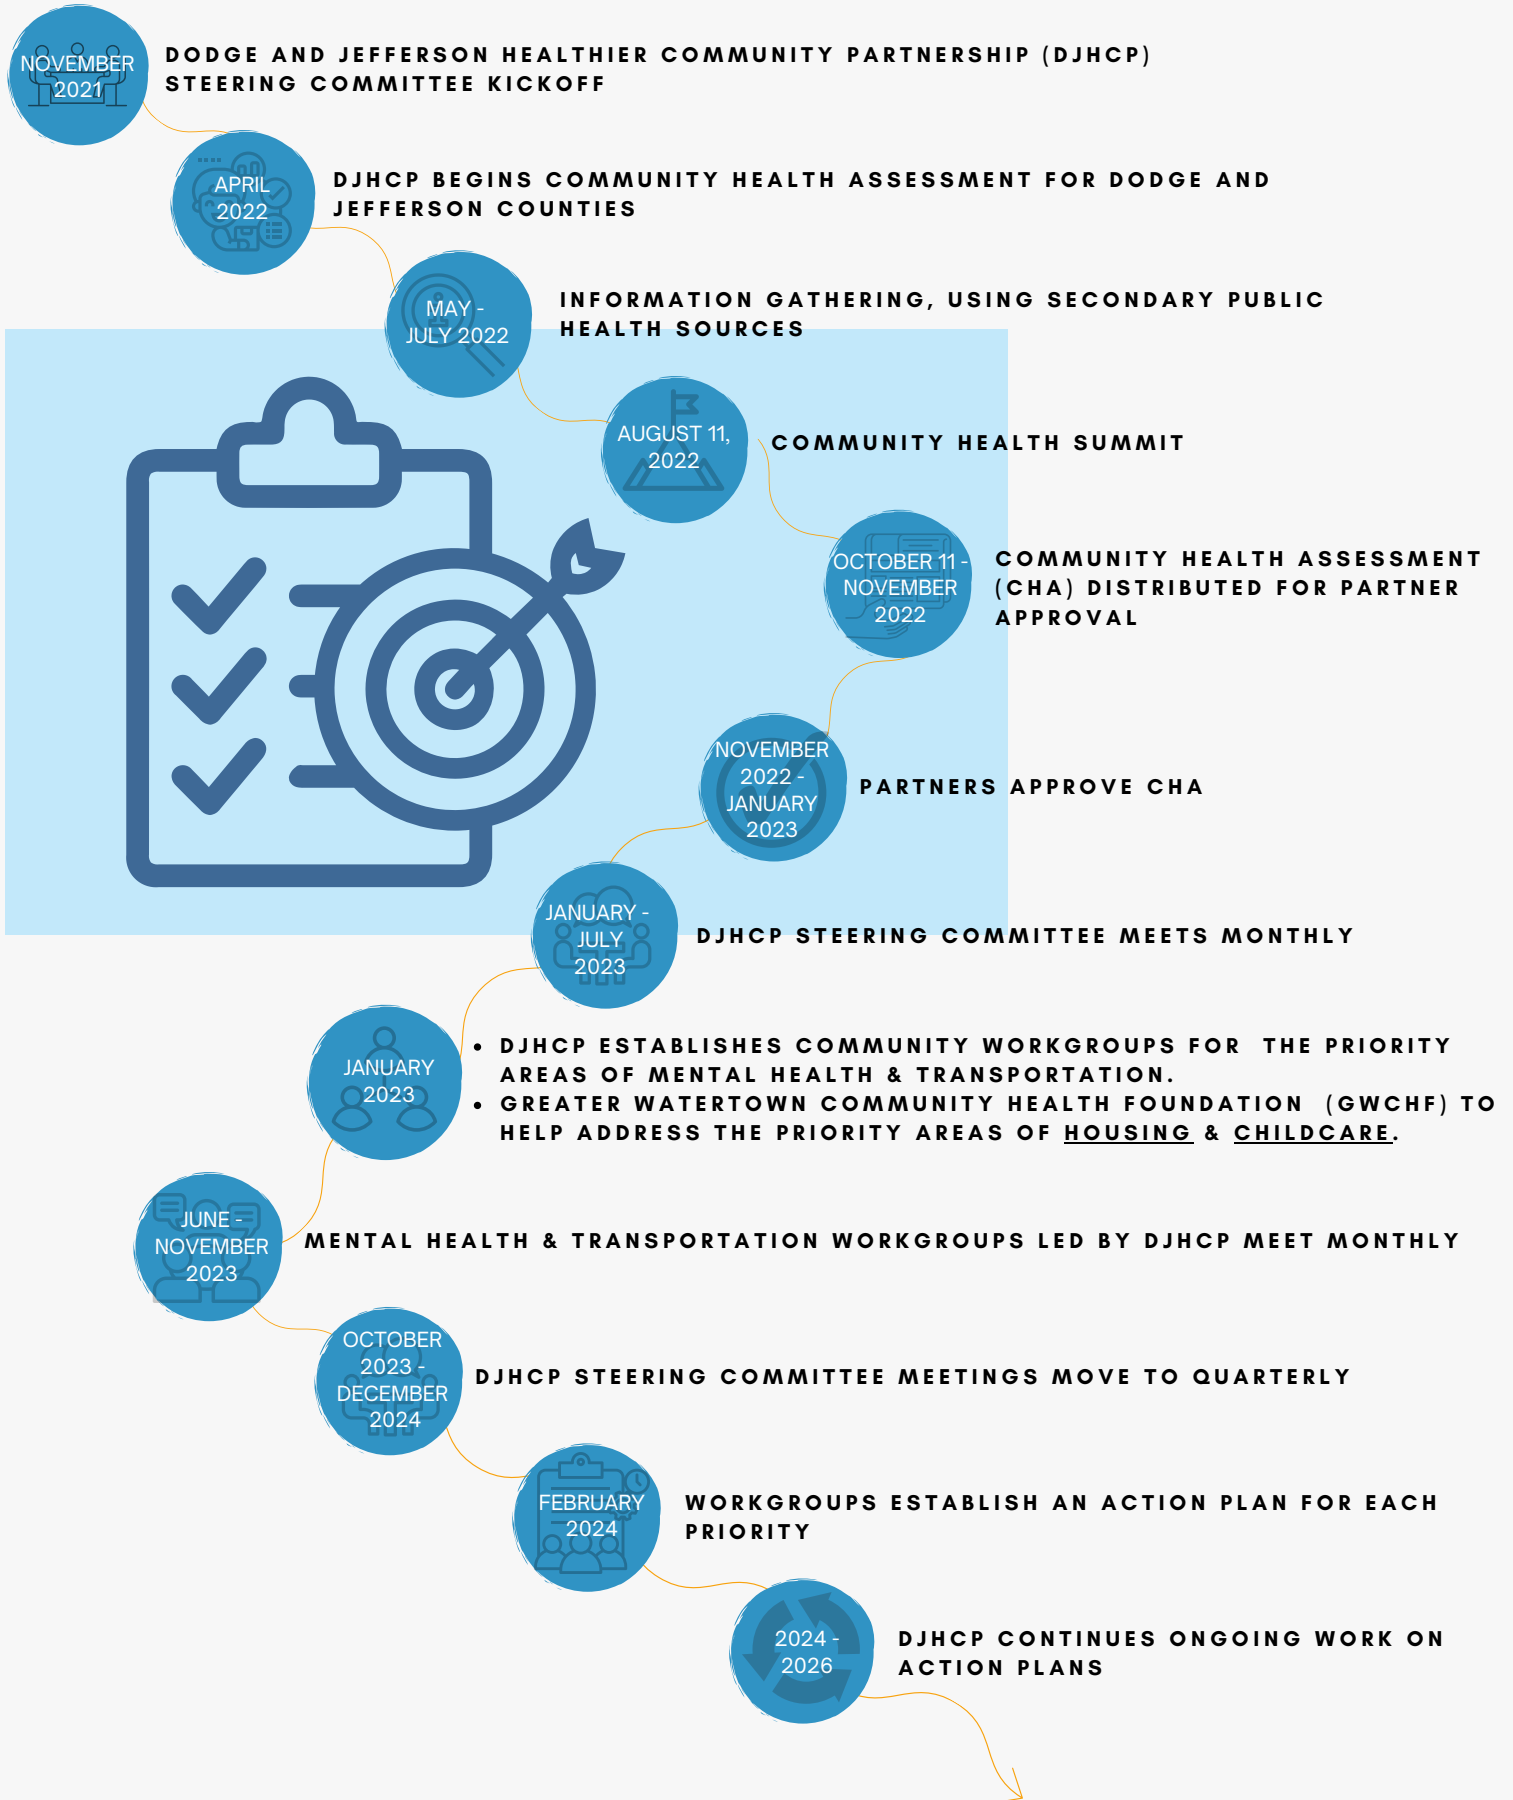 NOVEMBER
2021
DODGE AND JEFFERSON HEALTHIER COMMUNITY PARTNERSHIP (DJHCP)
STEERING COMMITTEE KICKOFF
APRIL
2022
DJHCP BEGINS COMMUNITY HEALTH ASSESSMENT FOR DODGE AND
JEFFERSON COUNTIES
MAY -
JULY 2022
INFORMATION GATHERING, USING SECONDARY PUBLIC
HEALTH SOURCES
AUGUST 11,
2022
COMMUNITY HEALTH SUMMIT
OCTOBER 11 -
NOVEMBER
2022
COMMUNITY HEALTH ASSESSMENT
(CHA) DISTRIBUTED FOR PARTNER
APPROVAL
NOVEMBER
2022 -
JANUARY
2023
PARTNERS APPROVE CHA
JANUARY -
JULY
2023
DJHCP STEERING COMMITTEE MEETS MONTHLY
JANUARY
2023
• DJHCP ESTABLISHES COMMUNITY WORKGROUPS FOR THE PRIORITY
AREAS OF MENTAL HEALTH & TRANSPORTATION.
• GREATER WATERTOWN COMMUNITY HEALTH FOUNDATION (GWCHF) TO
HELP ADDRESS THE PRIORITY AREAS OF HOUSING & CHILDCARE.
JUNE -
NOVEMBER
2023
MENTAL HEALTH & TRANSPORTATION WORKGROUPS LED BY DJHCP MEET MONTHLY
OCTOBER
2023 -
DECEMBER
2024
DJHCP STEERING COMMITTEE MEETINGS MOVE TO QUARTERLY
FEBRUARY
2024
WORKGROUPS ESTABLISH AN ACTION PLAN FOR EACH
PRIORITY
2024 -
2026
DJHCP CONTINUES ONGOING WORK ON
ACTION PLANS